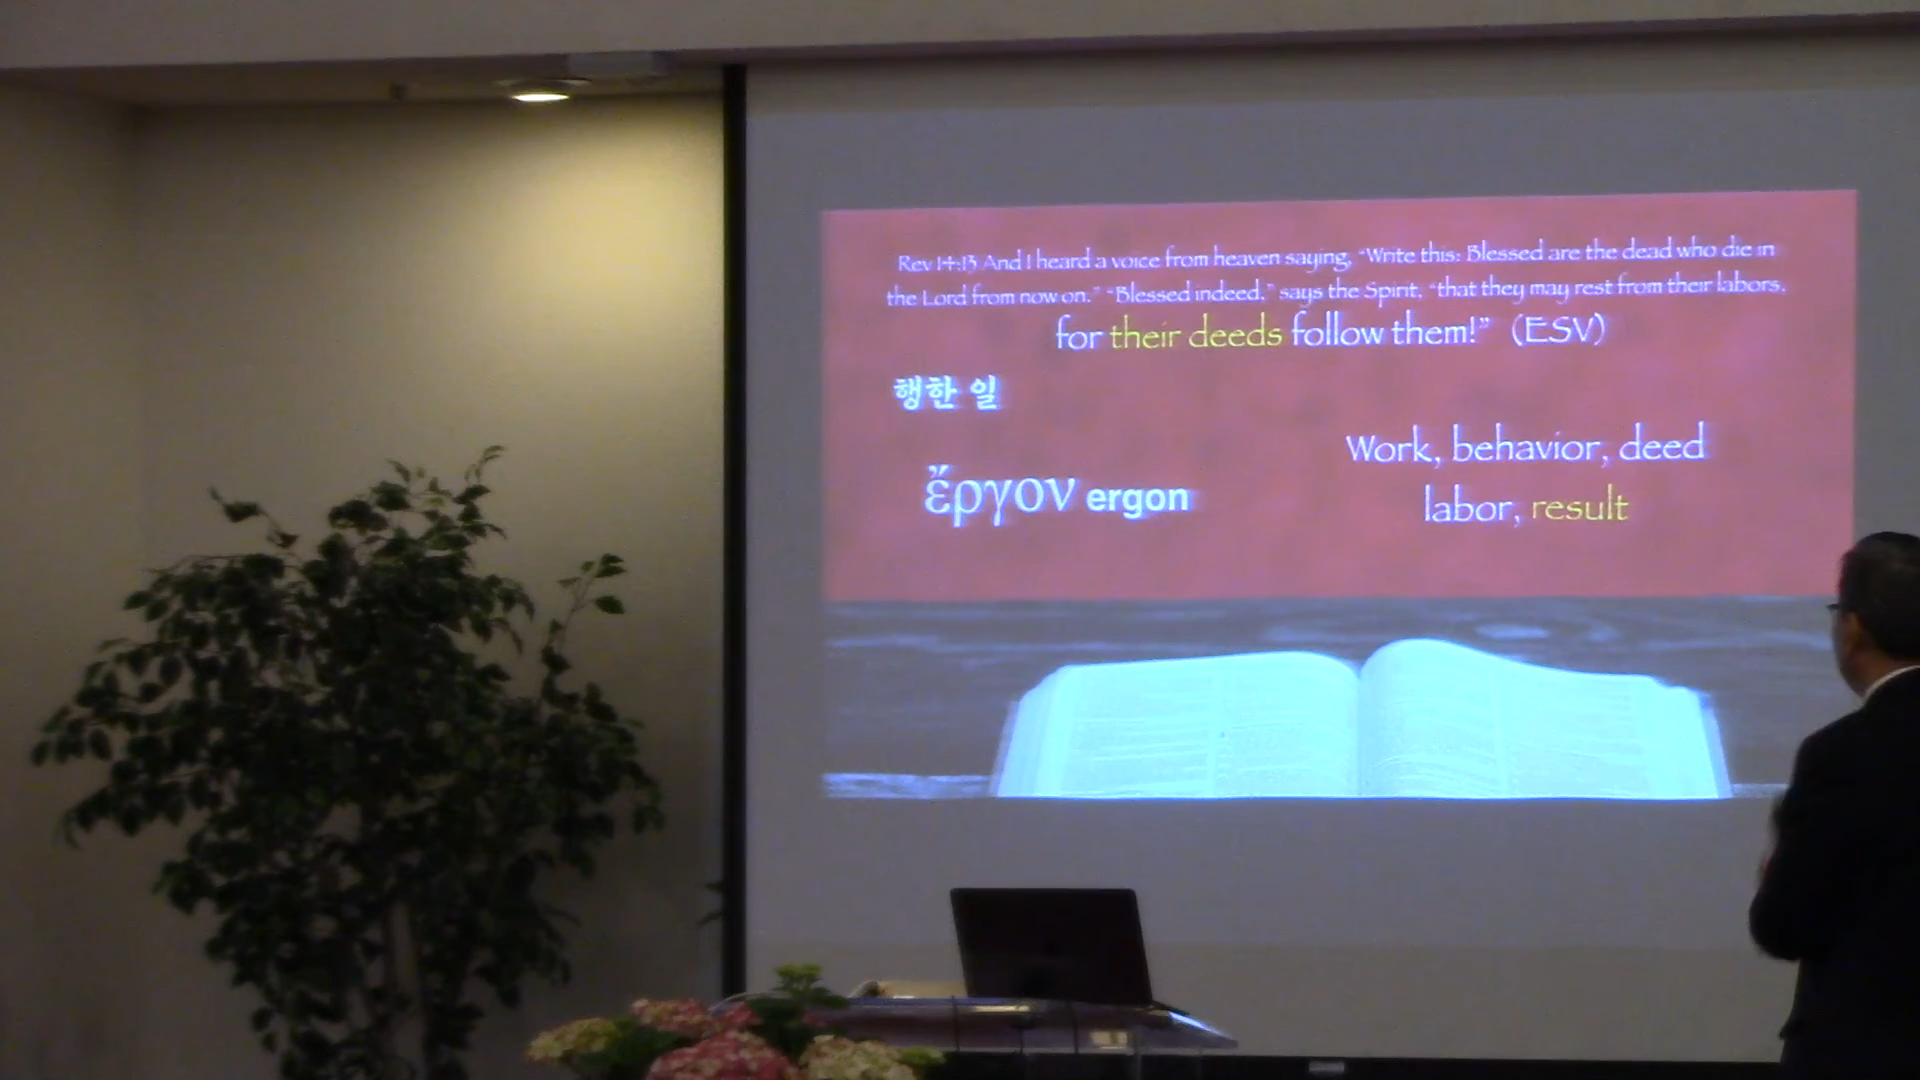 Rev 14:13 And I heard a voice from heaven saying, "Write this: Blessed are the dead who die in
the Lord from now on." "Blessed indeed," says the Spirit, "that they may rest from their labors,
for their deeds follow them!" (ESV)
행한 일
Work, behavior, deed
ἔργον ergon
labor, result